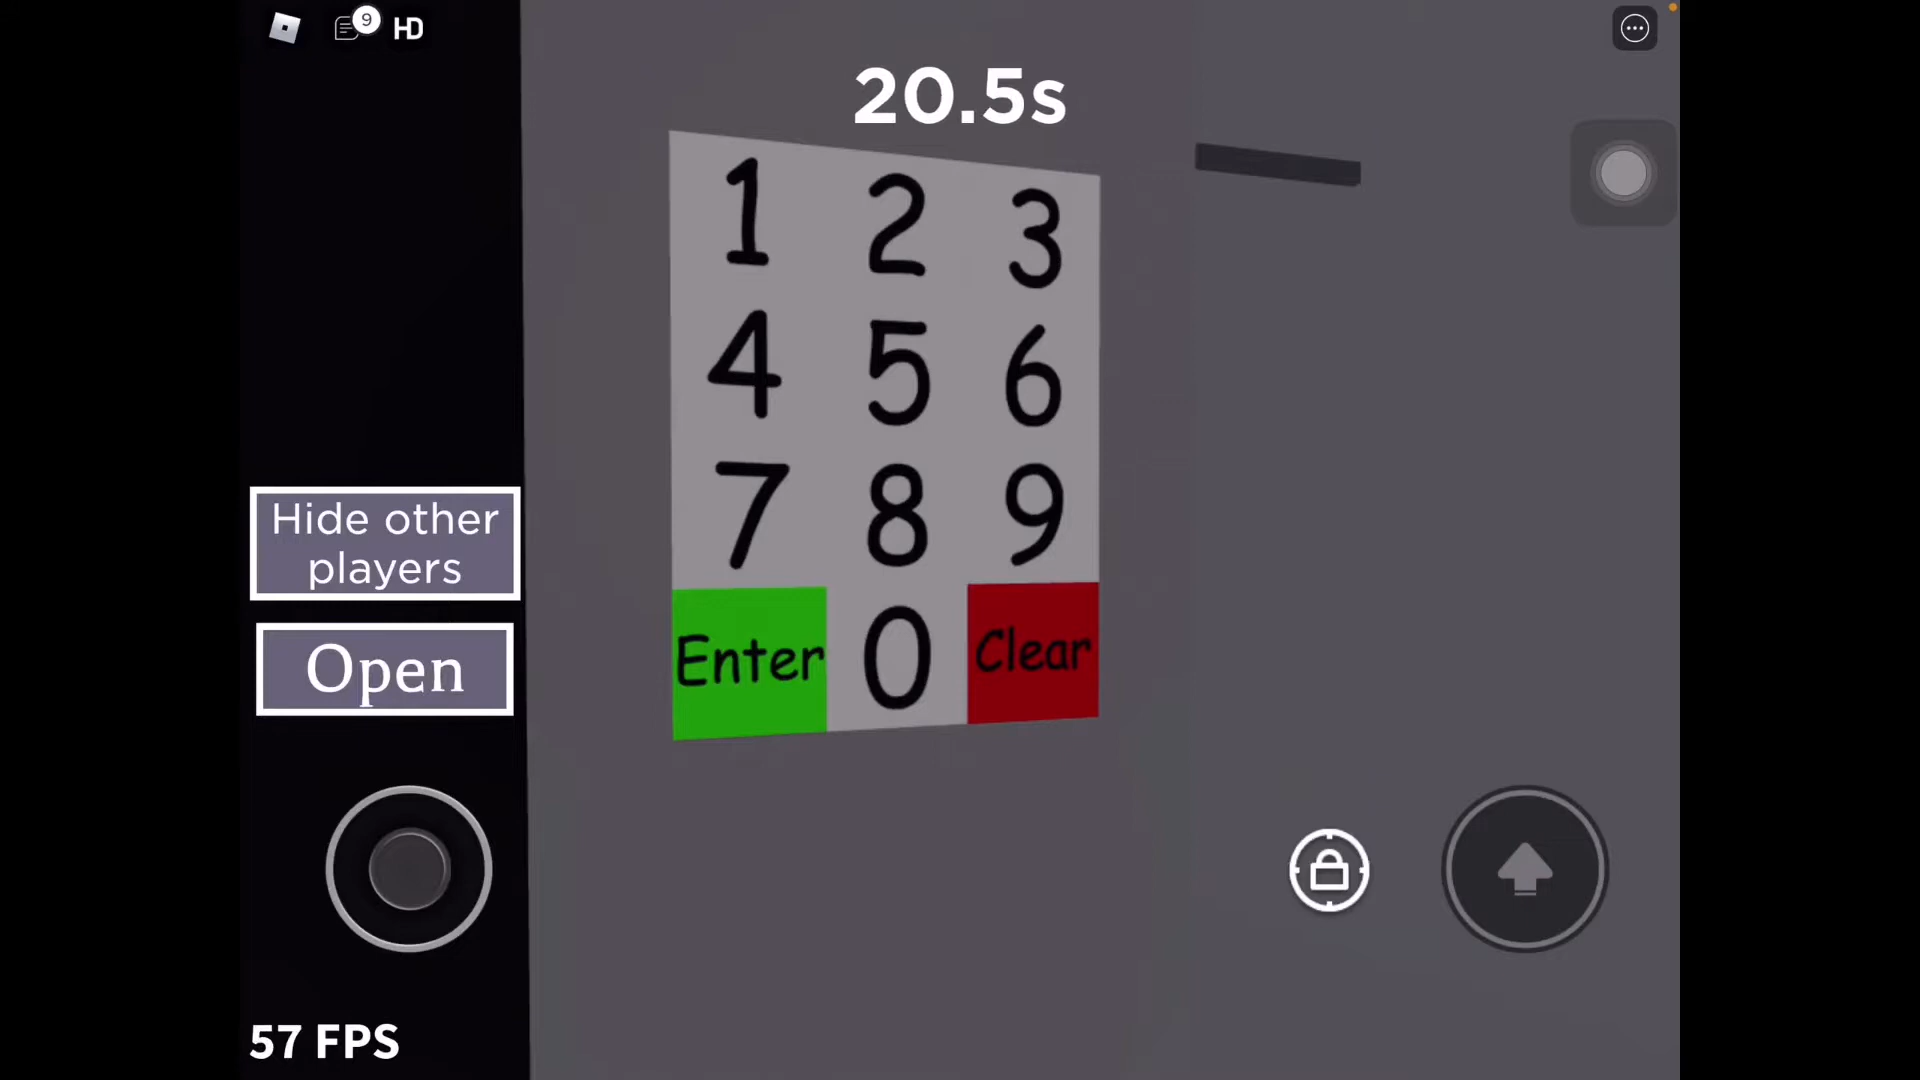 9 HD
20.5s
1 2 3
4 5 6
7 8 9
Enter 0 Clear
Hide other
players
Open
57 FPS